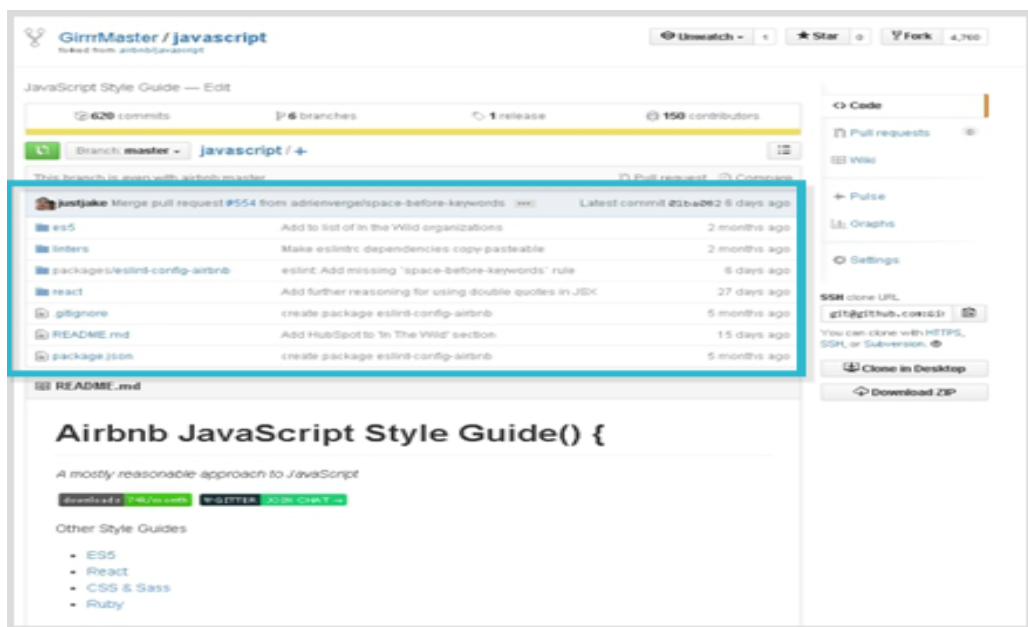 GirrrMaster / javascript
forked from airbnb/javascript
Unwatch 1 Star 0 Fork 4,760
JavaScript Style Guide — Edit
620 commits 6 branches 1 release 150 contributors
Branch: master javascript / +
This branch is even with airbnb:master
Pull request Compare
justjake Merge pull request #554 from adrienverge/space-before-keywords ... Latest commit 6 days ago
es5 Add to list of in the Wild organizations 2 months ago
linters Make eslintrc dependencies copy-pasteable 2 months ago
packages/eslint-config-airbnb eslint: Add missing `space-before-keywords` rule 6 days ago
react Add further reasoning for using double quotes in JSX 27 days ago
.gitignore create package eslint-config-airbnb 5 months ago
README.md Add HubSpot to 'In The Wild' section 15 days ago
package.json create package eslint-config-airbnb 5 months ago
README.md
Airbnb JavaScript Style Guide() {
A mostly reasonable approach to JavaScript
downloads 74k/month GITTER JOIN CHAT →
Other Style Guides
• ES5
• React
• CSS & Sass
• Ruby
<> Code
Pull requests 0
Wiki
Pulse
Graphs
Settings
SSH clone URL
git@github.com:Gir
You can clone with HTTPS,
SSH, or Subversion.
Clone in Desktop
Download ZIP